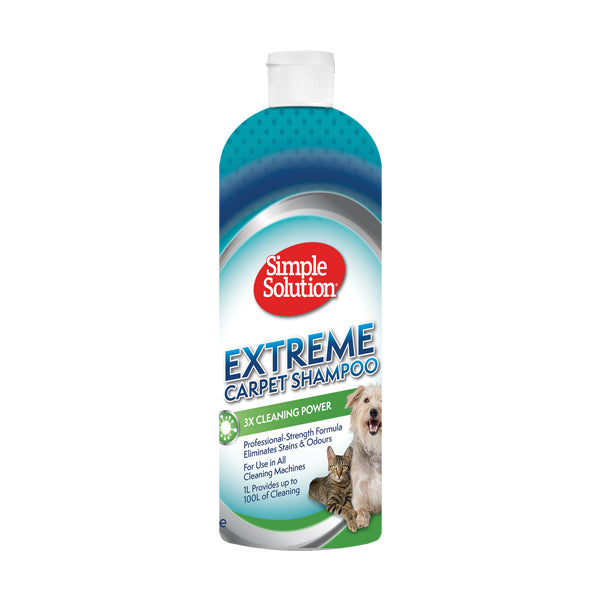 Simple
Solution
EXTREME
CARPET SHAMPOO
3X CLEANING POWER
Professional-Strength Formula
Eliminates Stains & Odours
For Use in All
Cleaning Machines
1L Provides up to
100L of Cleaning
e